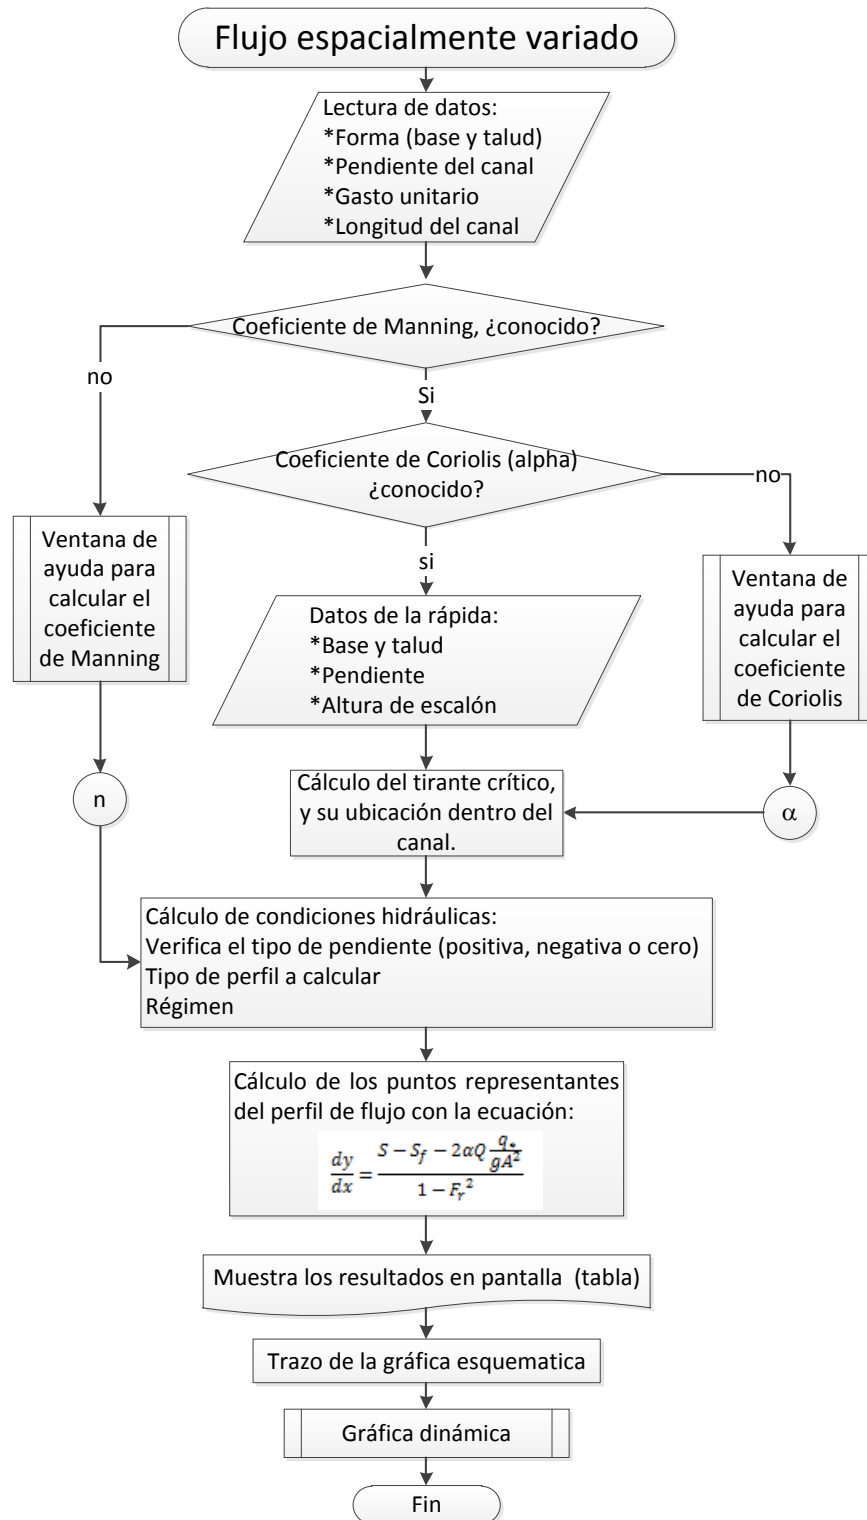 Flujo espacialmente variado
Lectura de datos:
*Forma (base y talud)
*Pendiente del canal
*Gasto unitario
*Longitud del canal
Coeficiente de Manning, ¿conocido?
no
Si
Coeficiente de Coriolis (alpha)
¿conocido?
no
si
Ventana de
ayuda para
calcular el
coeficiente
de Manning
Datos de la rápida:
*Base y talud
*Pendiente
*Altura de escalón
Ventana de
ayuda para
calcular el
coeficiente
de Coriolis
n
Cálculo del tirante crítico,
y su ubicación dentro del
canal.
α
Cálculo de condiciones hidráulicas:
Verifica el tipo de pendiente (positiva, negativa o cero)
Tipo de perfil a calcular
Régimen
Cálculo de los puntos representantes
del perfil de flujo con la ecuación:
dy/dx = (S − S_f − 2αQ q_*/(gA²))/(1 − F_r²)
Muestra los resultados en pantalla (tabla)
Trazo de la gráfica esquematica
Gráfica dinámica
Fin